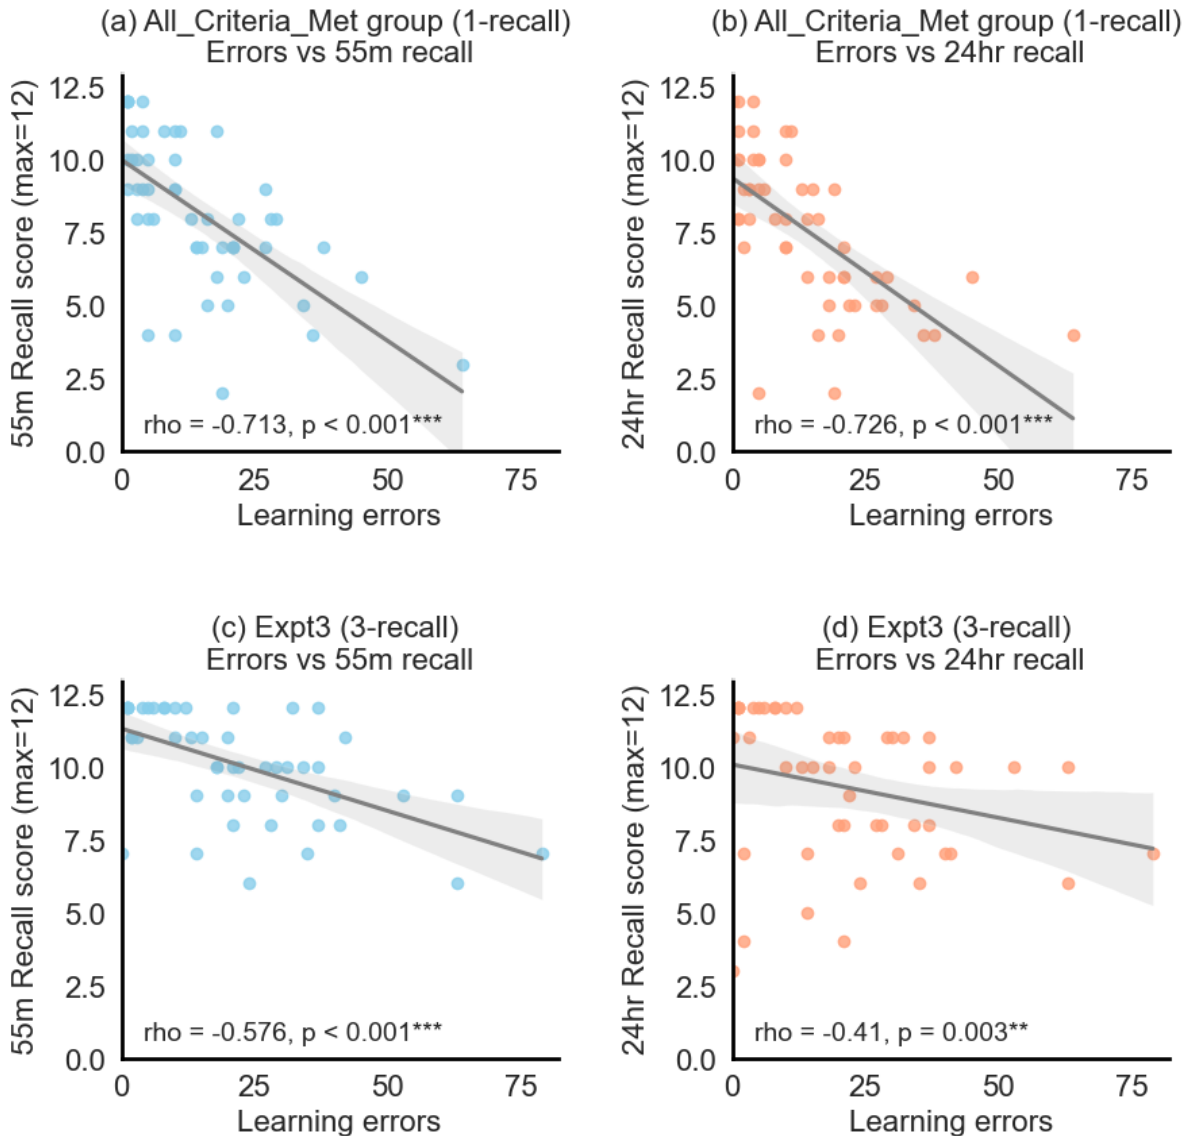 (a) All_Criteria_Met group (1-recall)
Errors vs 55m recall
12.5
10.0
7.5
5.0
2.5
0.0
55m Recall score (max=12)
rho = -0.713, p < 0.001***
0 25 50 75
Learning errors
(b) All_Criteria_Met group (1-recall)
Errors vs 24hr recall
12.5
10.0
7.5
5.0
2.5
0.0
24hr Recall score (max=12)
rho = -0.726, p < 0.001***
0 25 50 75
Learning errors
(c) Expt3 (3-recall)
Errors vs 55m recall
12.5
10.0
7.5
5.0
2.5
0.0
55m Recall score (max=12)
rho = -0.576, p < 0.001***
0 25 50 75
Learning errors
(d) Expt3 (3-recall)
Errors vs 24hr recall
12.5
10.0
7.5
5.0
2.5
0.0
24hr Recall score (max=12)
rho = -0.41, p = 0.003**
0 25 50 75
Learning errors